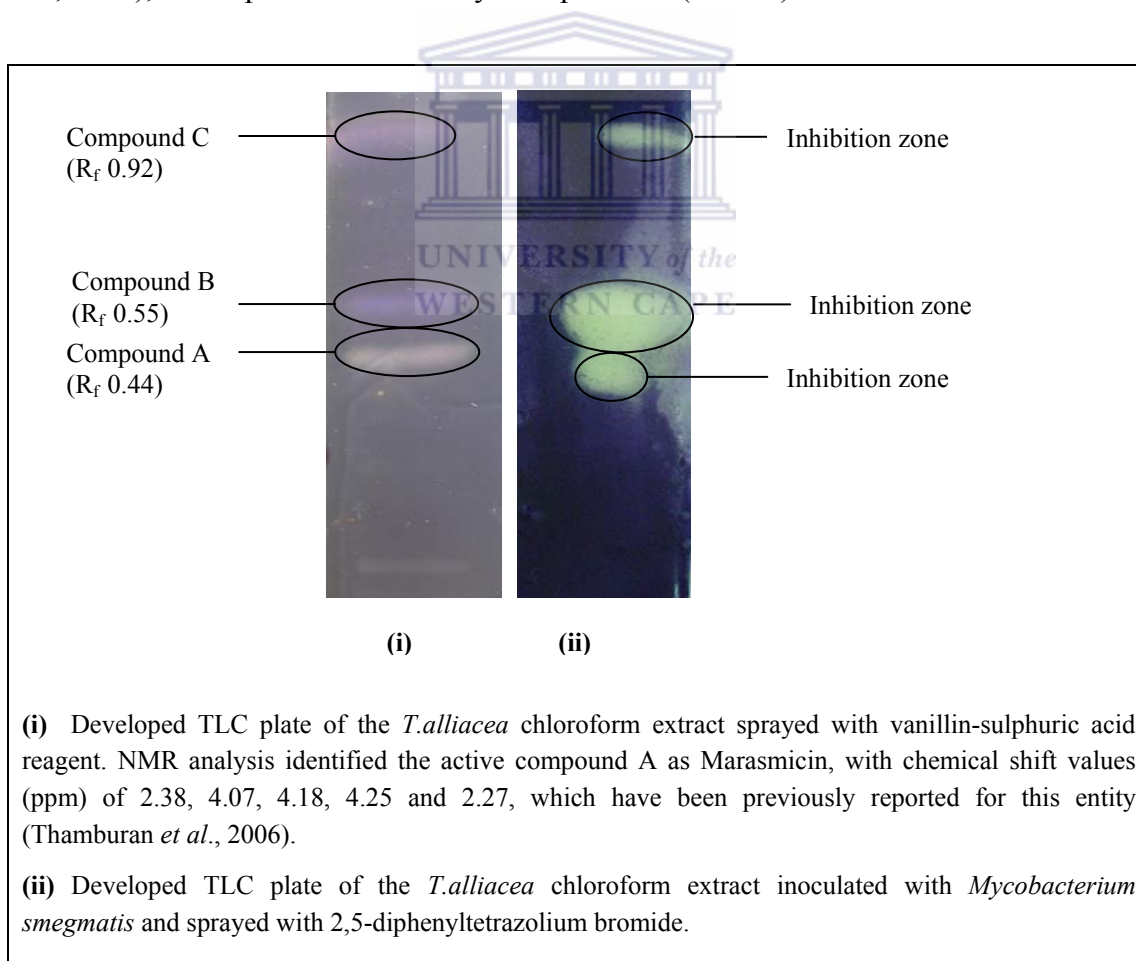 Compound C
(Rf 0.92)
Inhibition zone
UNIVERSITY of the
WESTERN CAPE
Compound B
(Rf 0.55)
Inhibition zone
Compound A
(Rf 0.44)
Inhibition zone
(i)
(ii)
(i) Developed TLC plate of the T.alliacea chloroform extract sprayed with vanillin-sulphuric acid
reagent. NMR analysis identified the active compound A as Marasmicin, with chemical shift values
(ppm) of 2.38, 4.07, 4.18, 4.25 and 2.27, which have been previously reported for this entity
(Thamburan et al., 2006).
(ii) Developed TLC plate of the T.alliacea chloroform extract inoculated with Mycobacterium
smegmatis and sprayed with 2,5-diphenyltetrazolium bromide.